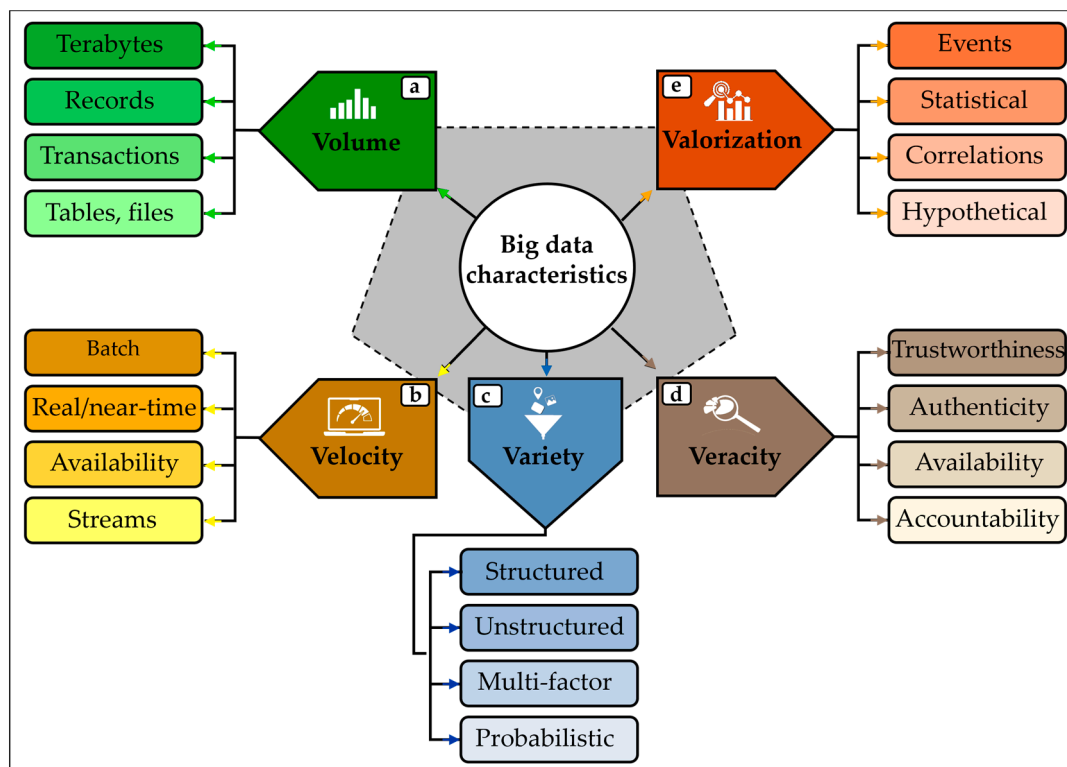 Terabytes
Records
Transactions
Tables, files
a
Volume
e
Valorization
Events
Statistical
Correlations
Hypothetical
Big data
characteristics
Batch
Real/near-time
Availability
Streams
b
Velocity
c
Variety
d
Veracity
Trustworthiness
Authenticity
Availability
Accountability
Structured
Unstructured
Multi-factor
Probabilistic